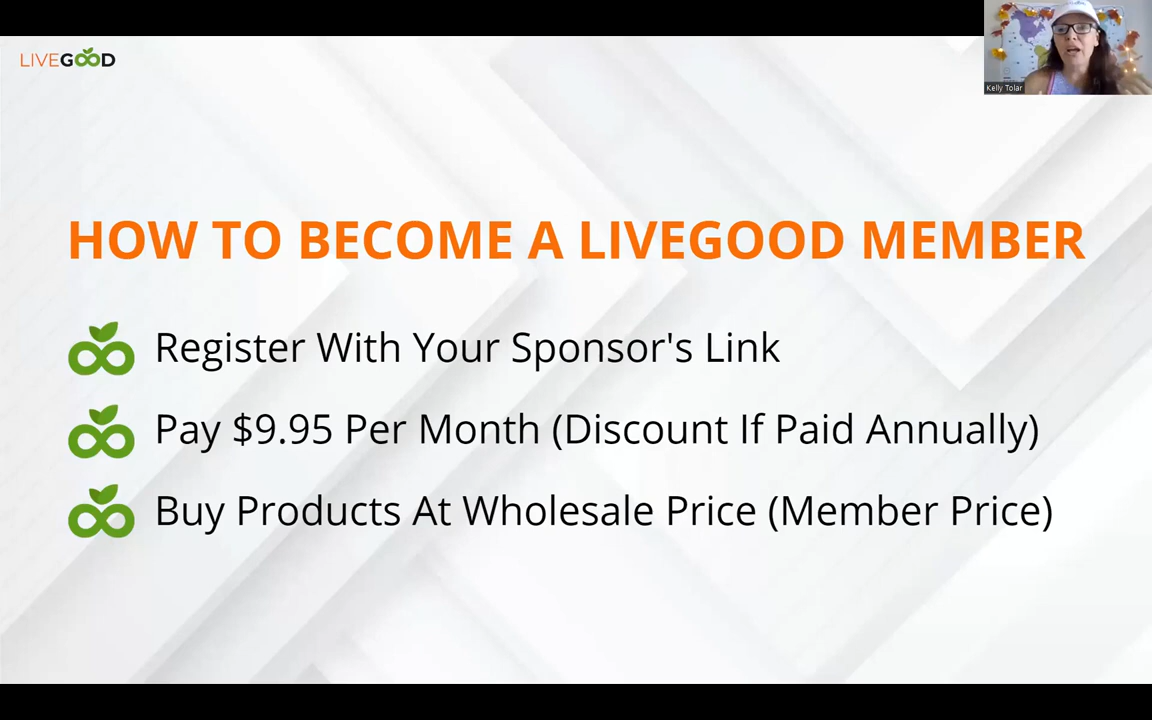 LIVEGOOD
Kelly Tolar
HOW TO BECOME A LIVEGOOD MEMBER
Register With Your Sponsor's Link
Pay $9.95 Per Month (Discount If Paid Annually)
Buy Products At Wholesale Price (Member Price)